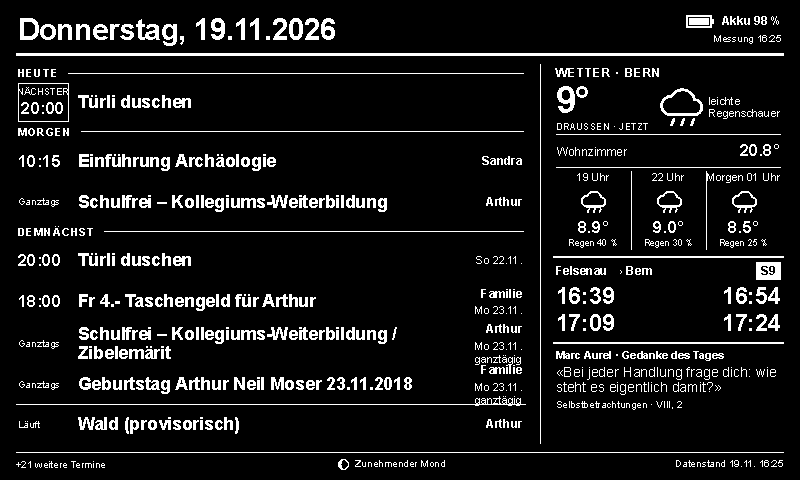 Donnerstag, 19.11.2026
Akku 98 %
Messung 16:25
HEUTE
NÄCHSTER
20:00 Türli duschen
MORGEN
10:15 Einführung Archäologie Sandra
Ganztags Schulfrei – Kollegiums-Weiterbildung Arthur
DEMNÄCHST
20:00 Türli duschen So 22.11.
18:00 Fr 4.- Taschengeld für Arthur Familie
Mo 23.11.
Ganztags Schulfrei – Kollegiums-Weiterbildung / Zibelemärit Arthur
Mo 23.11.
ganztägig
Ganztags Geburtstag Arthur Neil Moser 23.11.2018 Familie
Mo 23.11.
ganztägig
Läuft Wald (provisorisch) Arthur
WETTER · BERN
9°
leichte
Regenschauer
DRAUSSEN · JETZT
Wohnzimmer 20.8°
19 Uhr 22 Uhr Morgen 01 Uhr
8.9° 9.0° 8.5°
Regen 40 % Regen 30 % Regen 25 %
Felsenau › Bern S9
16:39 16:54
17:09 17:24
Marc Aurel · Gedanke des Tages
«Bei jeder Handlung frage dich: wie
steht es eigentlich damit?»
Selbstbetrachtungen · VIII, 2
+21 weitere Termine
Zunehmender Mond
Datenstand 19.11. 16:25